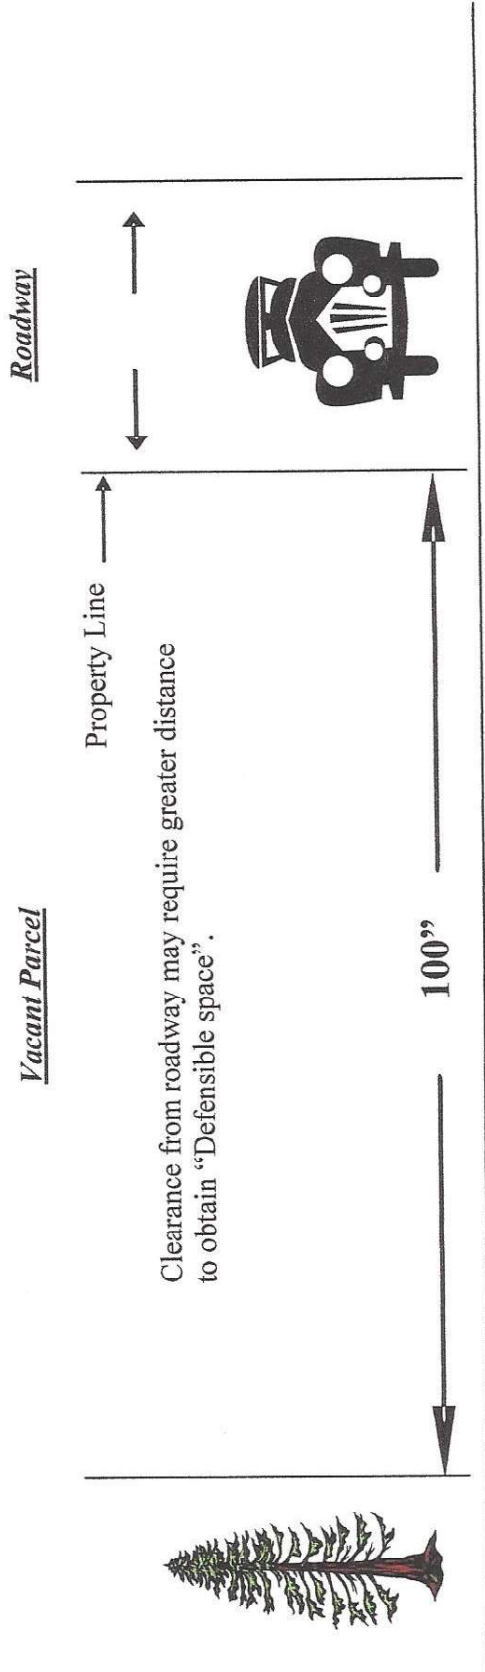 Vacant Parcel
Roadway
Property Line
Clearance from roadway may require greater distance
to obtain “Defensible space”.
100”